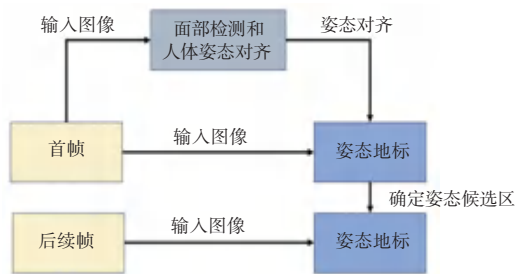 输入图像
面部检测和
人体姿态对齐
姿态对齐
首帧
输入图像
姿态地标
确定姿态候选区
后续帧
输入图像
姿态地标